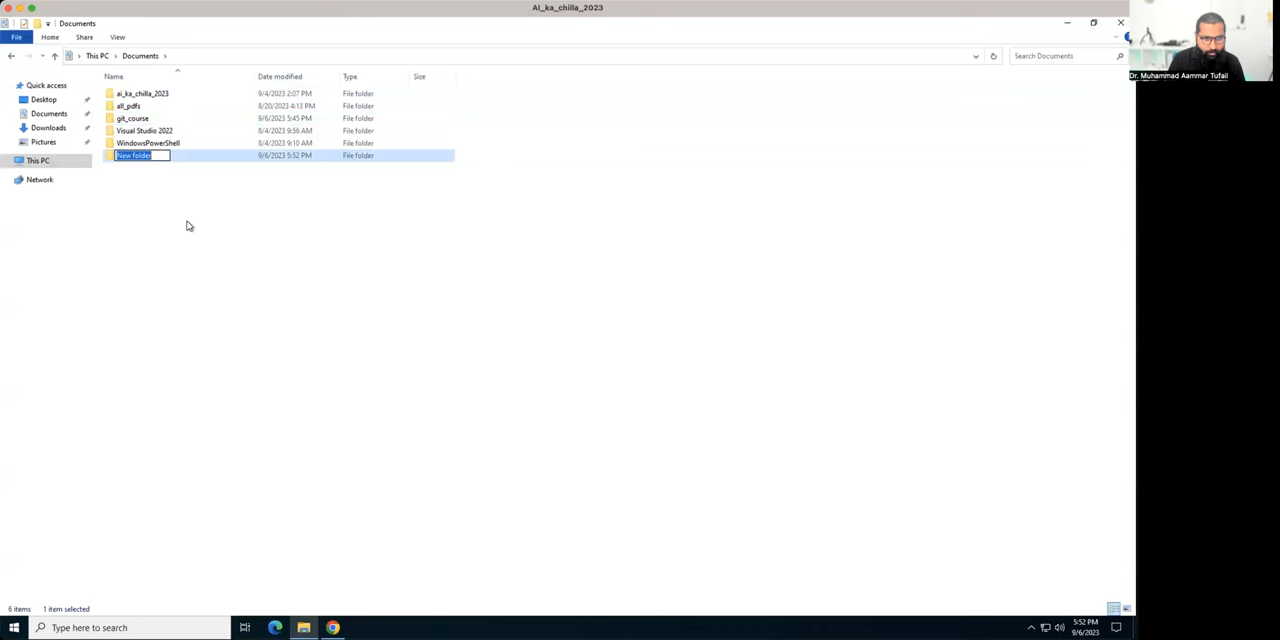 AI_ka_chilla_2023
Documents
File Home Share View
This PC > Documents >
Search Documents
Dr. Muhammad Aammar Tufail
Name Date modified Type Size
Quick access
Desktop
Documents
Downloads
Pictures
This PC
Network
ai_ka_chilla_2023 9/4/2023 2:07 PM File folder
all_pdfs 8/20/2023 4:13 PM File folder
git_course 9/6/2023 5:45 PM File folder
Visual Studio 2022 8/4/2023 9:56 AM File folder
WindowsPowerShell 8/4/2023 9:10 AM File folder
New folder 9/6/2023 5:52 PM File folder
6 items 1 item selected
Type here to search
5:52 PM
9/6/2023